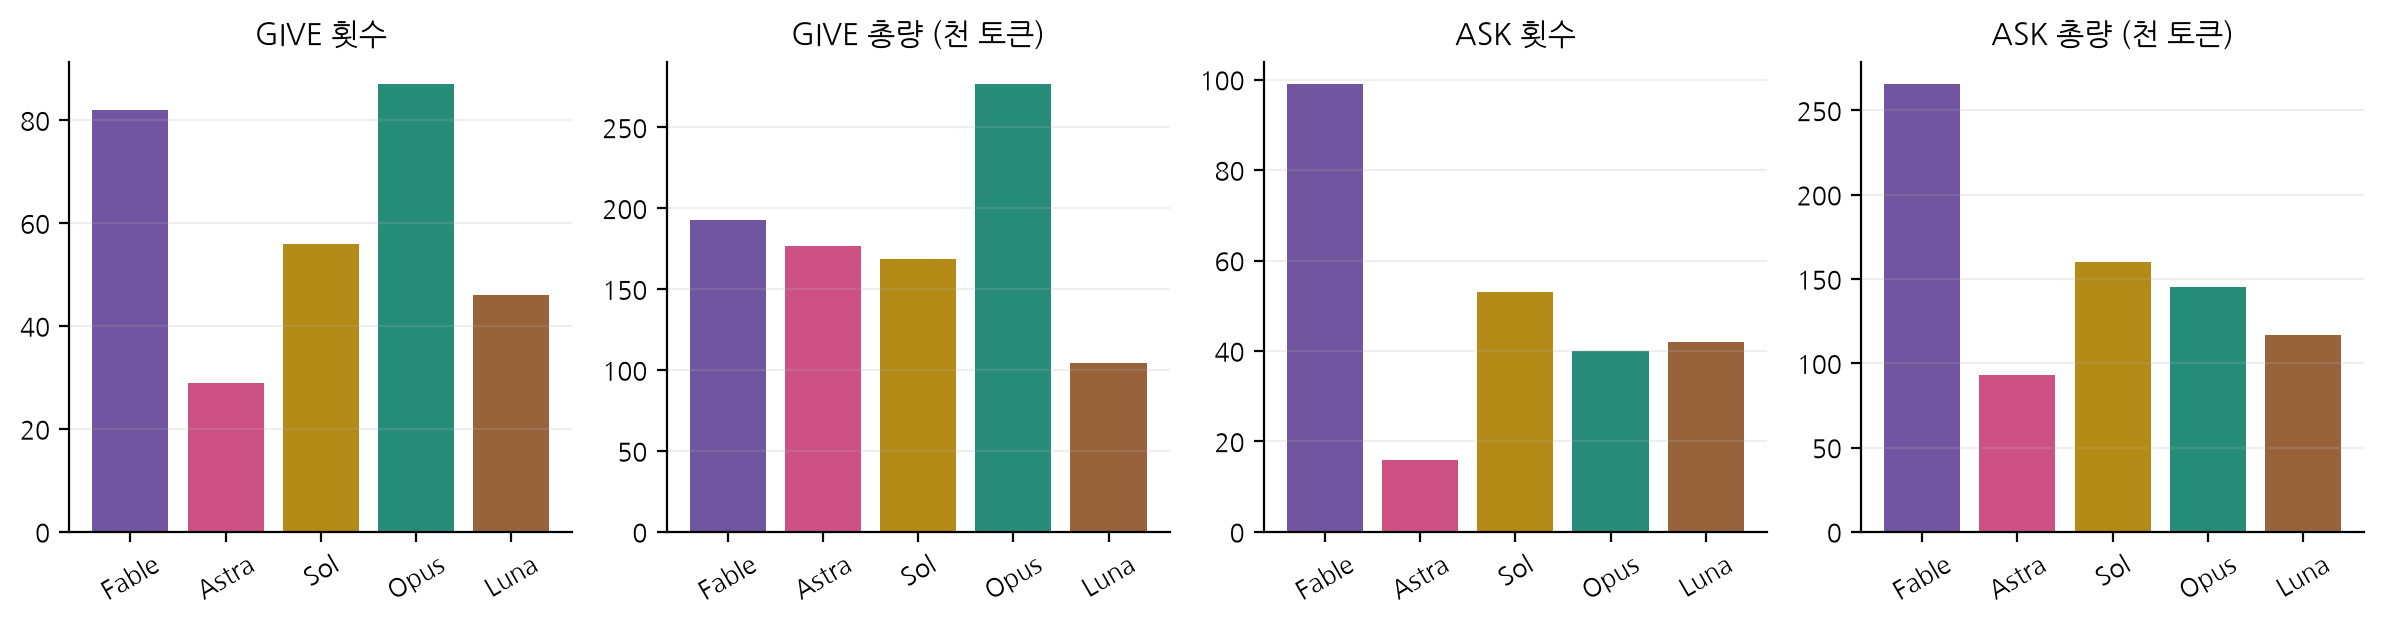 GIVE 횟수
80
60
40
20
0
Fable Astra Sol Opus Luna
GIVE 총량 (천 토큰)
250
200
150
100
50
0
Fable Astra Sol Opus Luna
ASK 횟수
100
80
60
40
20
0
Fable Astra Sol Opus Luna
ASK 총량 (천 토큰)
250
200
150
100
50
0
Fable Astra Sol Opus Luna